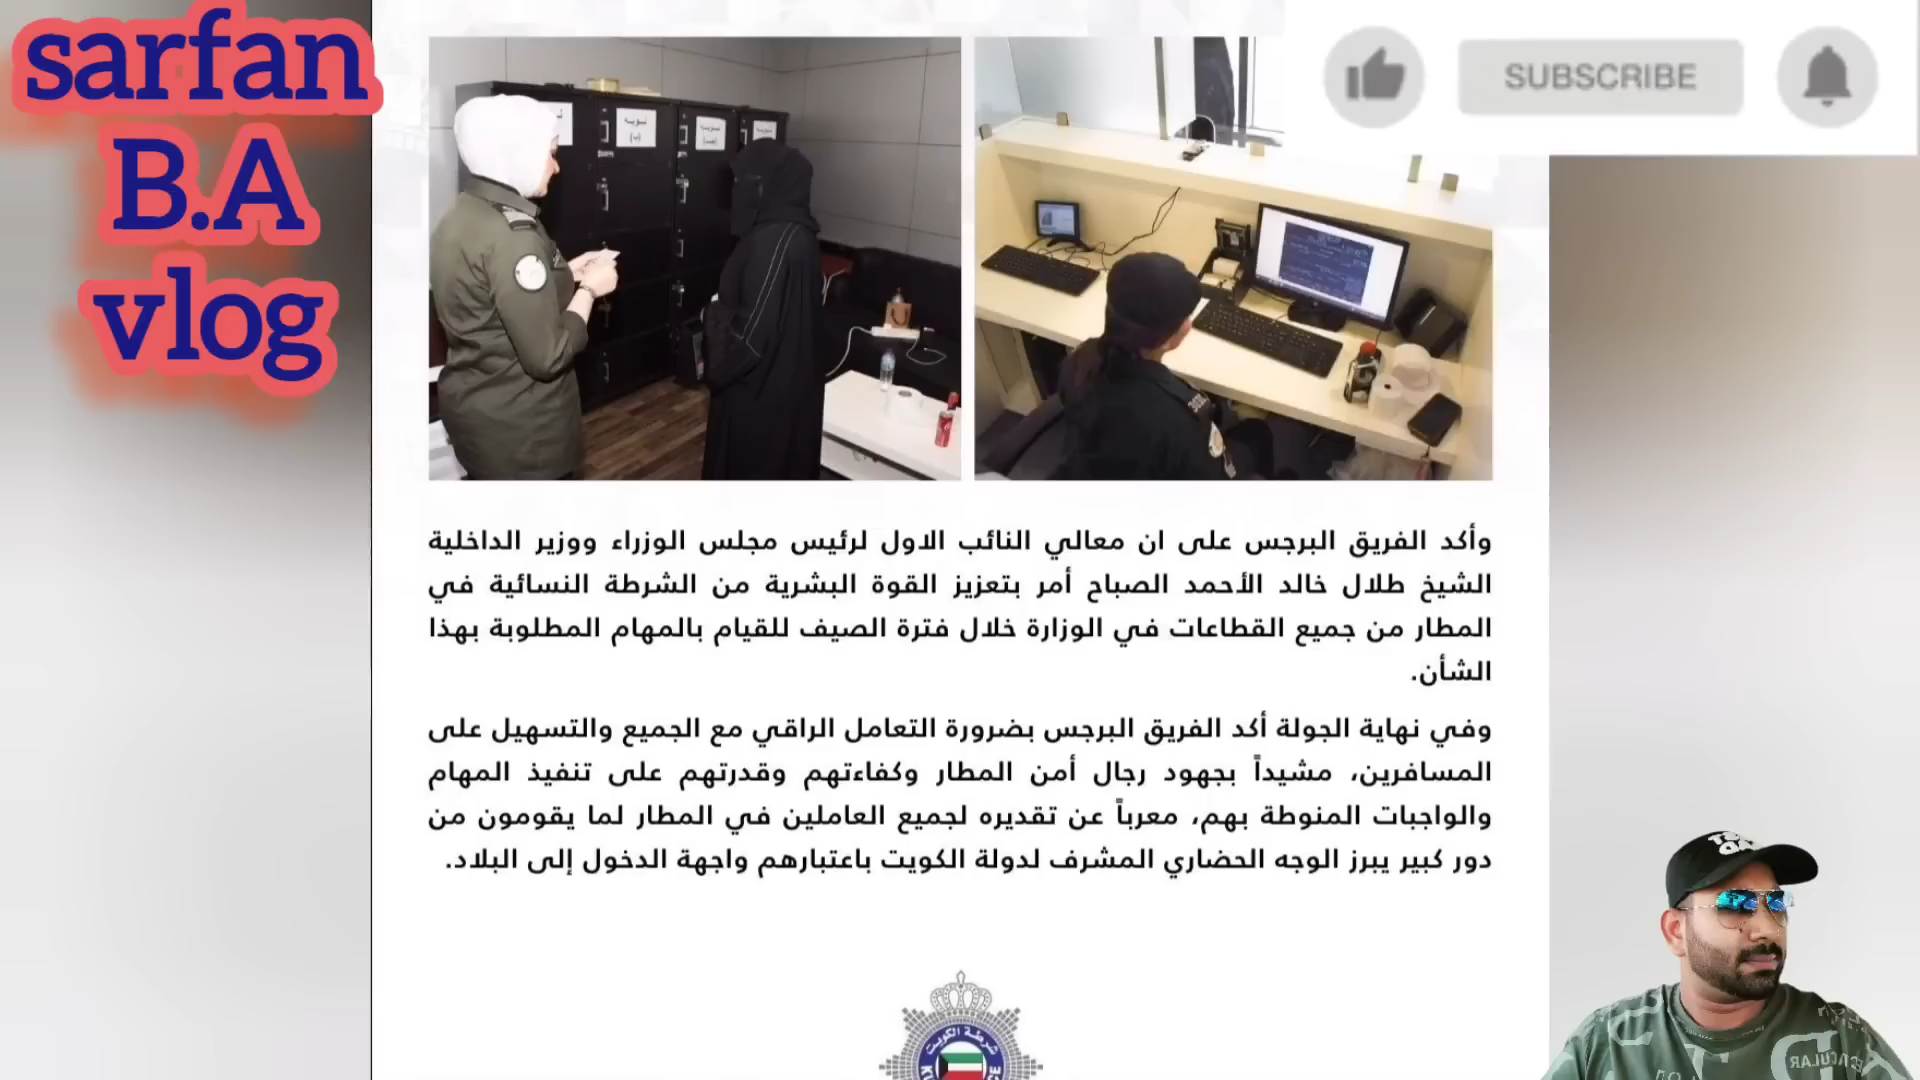 sarfan
B.A
vlog
SUBSCRIBE
نوبة
(ب)
نوبة
وأكد الفريق البرجس على ان معالي النائب الاول لرئيس مجلس الوزراء ووزير الداخلية
الشيخ طلال خالد الأحمد الصباح أمر بتعزيز القوة البشرية من الشرطة النسائية في
المطار من جميع القطاعات في الوزارة خلال فترة الصيف للقيام بالمهام المطلوبة بهذا
الشأن.
وفي نهاية الجولة أكد الفريق البرجس بضرورة التعامل الراقي مع الجميع والتسهيل على
المسافرين، مشيداً بجهود رجال أمن المطار وكفاءتهم وقدرتهم على تنفيذ المهام
والواجبات المنوطة بهم، معرباً عن تقديره لجميع العاملين في المطار لما يقومون من
دور كبير يبرز الوجه الحضاري المشرف لدولة الكويت باعتبارهم واجهة الدخول إلى البلاد.
شرطة الكويت